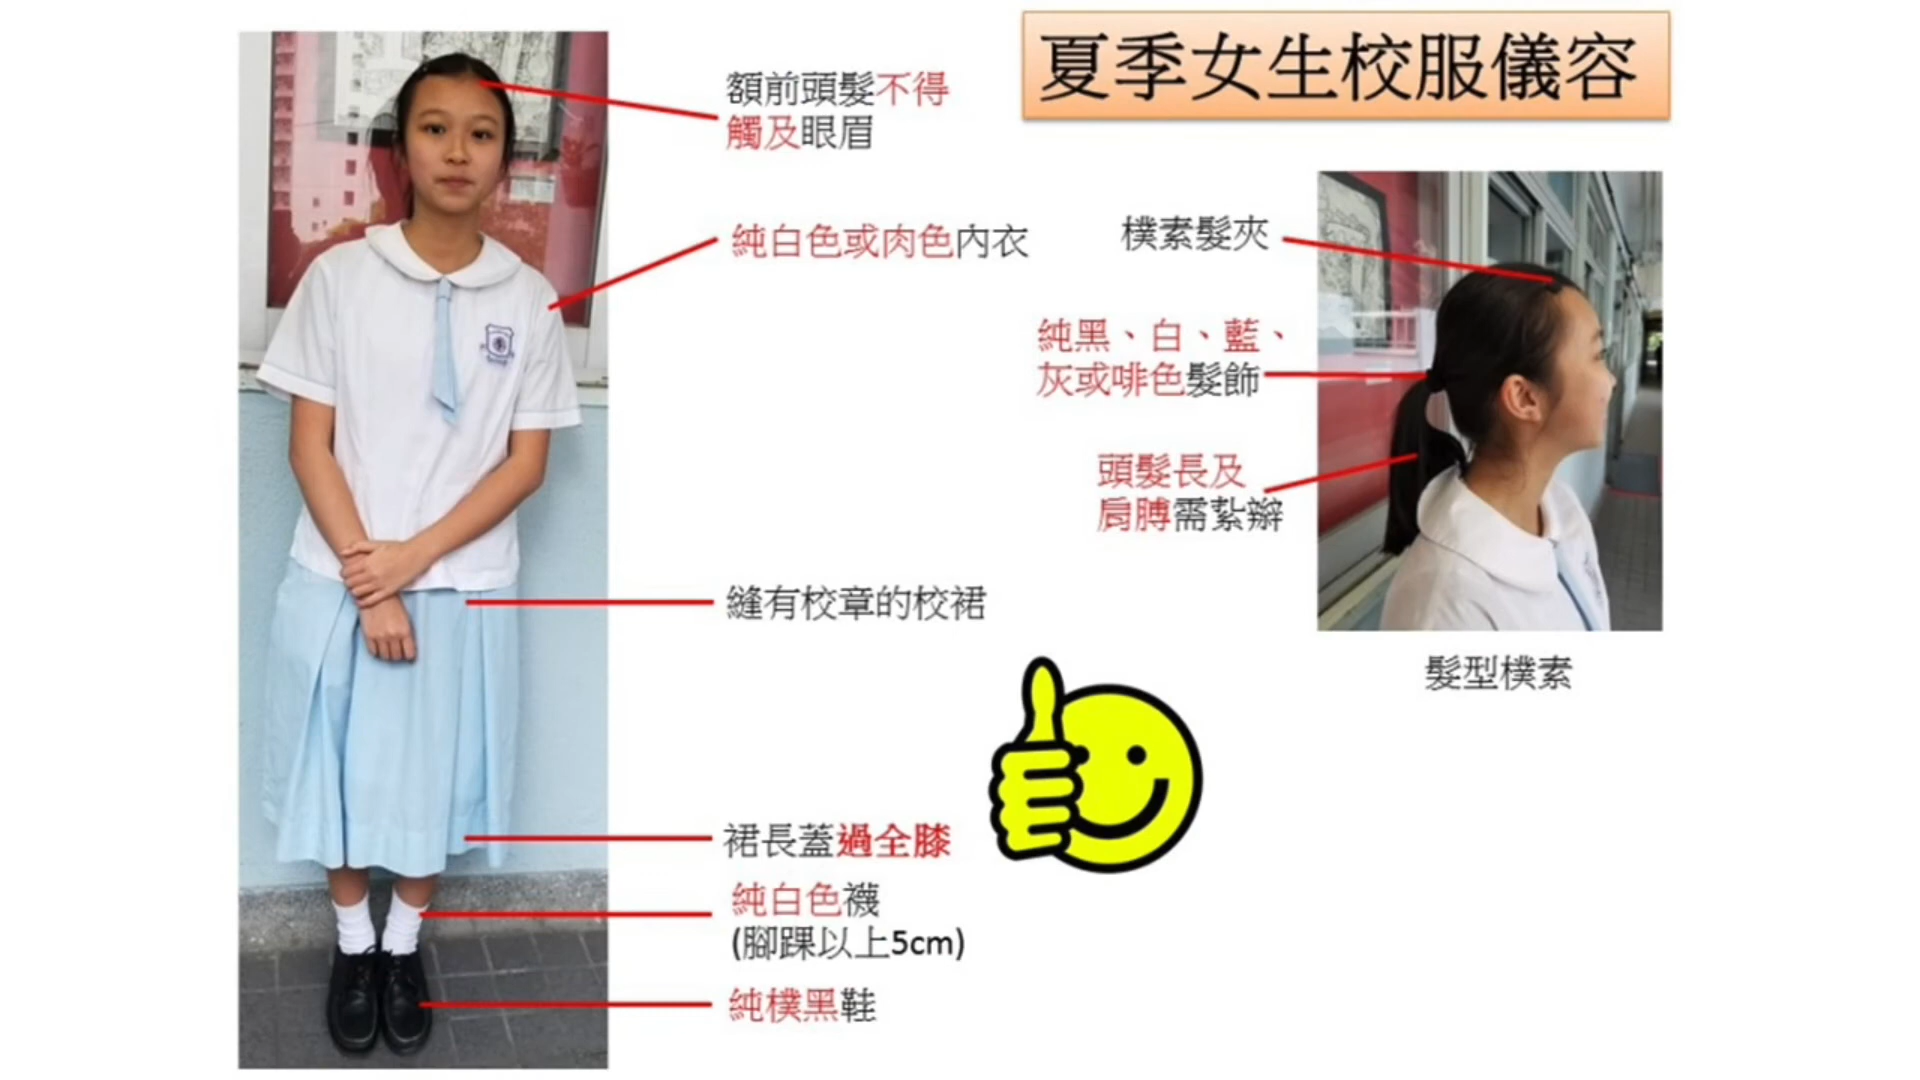 夏季女生校服儀容
額前頭髮不得
觸及眼眉
純白色或肉色內衣
樸素髮夾
純黑、白、藍、
灰或啡色髮飾
頭髮長及
肩膊需紮辮
縫有校章的校裙
髮型樸素
裙長蓋過全膝
純白色襪
(腳踝以上5cm)
純樸黑鞋